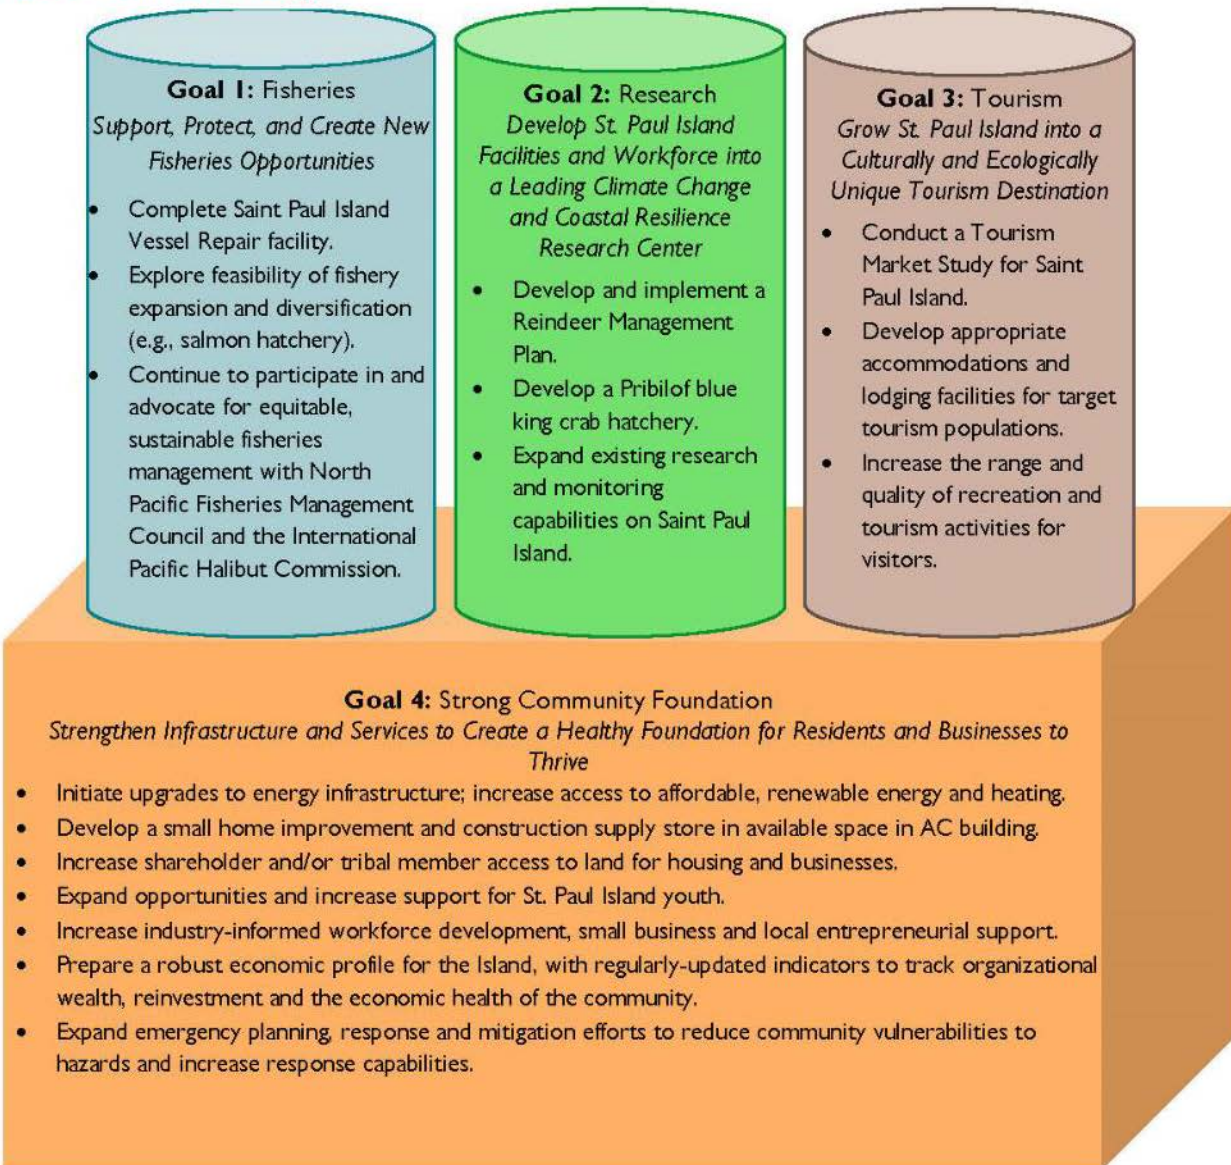 Goal 1: Fisheries
Support, Protect, and Create New
Fisheries Opportunities
• Complete Saint Paul Island
Vessel Repair facility.
• Explore feasibility of fishery
expansion and diversification
(e.g., salmon hatchery).
• Continue to participate in and
advocate for equitable,
sustainable fisheries
management with North
Pacific Fisheries Management
Council and the International
Pacific Halibut Commission.
Goal 2: Research
Develop St. Paul Island
Facilities and Workforce into
a Leading Climate Change
and Coastal Resilience
Research Center
• Develop and implement a
Reindeer Management
Plan.
• Develop a Pribilof blue
king crab hatchery.
• Expand existing research
and monitoring
capabilities on Saint Paul
Island.
Goal 3: Tourism
Grow St. Paul Island into a
Culturally and Ecologically
Unique Tourism Destination
• Conduct a Tourism
Market Study for Saint
Paul Island.
• Develop appropriate
accommodations and
lodging facilities for target
tourism populations.
• Increase the range and
quality of recreation and
tourism activities for
visitors.
Goal 4: Strong Community Foundation
Strengthen Infrastructure and Services to Create a Healthy Foundation for Residents and Businesses to
Thrive
• Initiate upgrades to energy infrastructure; increase access to affordable, renewable energy and heating.
• Develop a small home improvement and construction supply store in available space in AC building.
• Increase shareholder and/or tribal member access to land for housing and businesses.
• Expand opportunities and increase support for St. Paul Island youth.
• Increase industry-informed workforce development, small business and local entrepreneurial support.
• Prepare a robust economic profile for the Island, with regularly-updated indicators to track organizational
wealth, reinvestment and the economic health of the community.
• Expand emergency planning, response and mitigation efforts to reduce community vulnerabilities to
hazards and increase response capabilities.